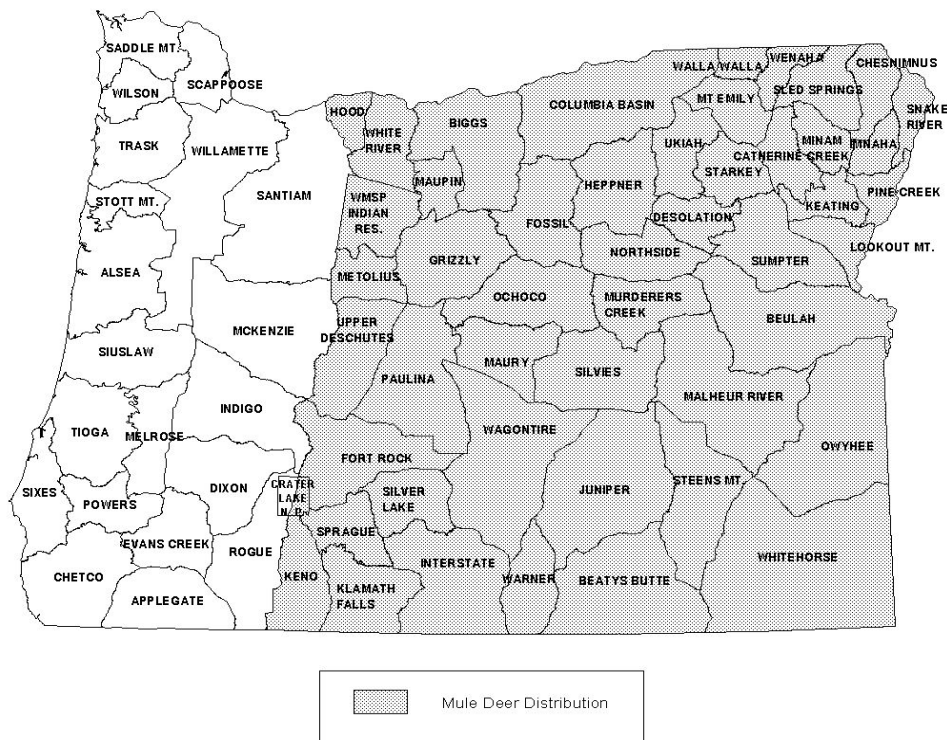 SADDLE MT.
SCAPPOOSE
WILSON
TRASK
WILLAMETTE
STOTT MT.
SANTIAM
ALSEA
MCKENZIE
SIUSLAW
INDIGO
TIOGA
MELROSE
DIXON
SIXES
POWERS
EVANS CREEK
ROGUE
CHETCO
APPLEGATE
HOOD
WHITE
RIVER
BIGGS
MAUPIN
WMSP
INDIAN
RES.
METOLIUS
GRIZZLY
UPPER
DESCHUTES
PAULINA
FORT ROCK
CRATER
LAKE
N. P.
SILVER
LAKE
SPRAGUE
KENO
KLAMATH
FALLS
INTERSTATE
WARNER
BEATYS BUTTE
COLUMBIA BASIN
FOSSIL
HEPPNER
OCHOCO
MAURY
WAGONTIRE
JUNIPER
SILVIES
MURDERERS
CREEK
NORTHSIDE
DESOLATION
UKIAH
STARKEY
MT EMILY
WALLA WALLA
WENAHA
SLED SPRINGS
CHESNIMNUS
SNAKE
RIVER
MINAM
IMNAHA
CATHERINE CREEK
PINE CREEK
KEATING
LOOKOUT MT.
SUMPTER
BEULAH
MALHEUR RIVER
OWYHEE
STEENS MT.
WHITEHORSE
Mule Deer Distribution